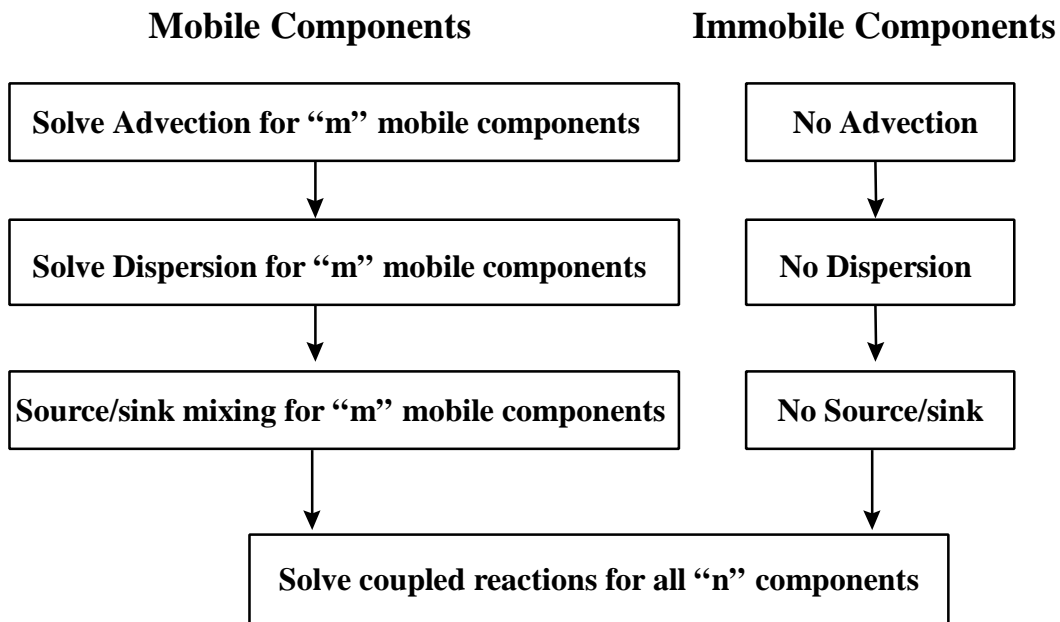 Mobile Components
Immobile Components
Solve Advection for “m” mobile components
No Advection
Solve Dispersion for “m” mobile components
No Dispersion
Source/sink mixing for “m” mobile components
No Source/sink
Solve coupled reactions for all “n” components